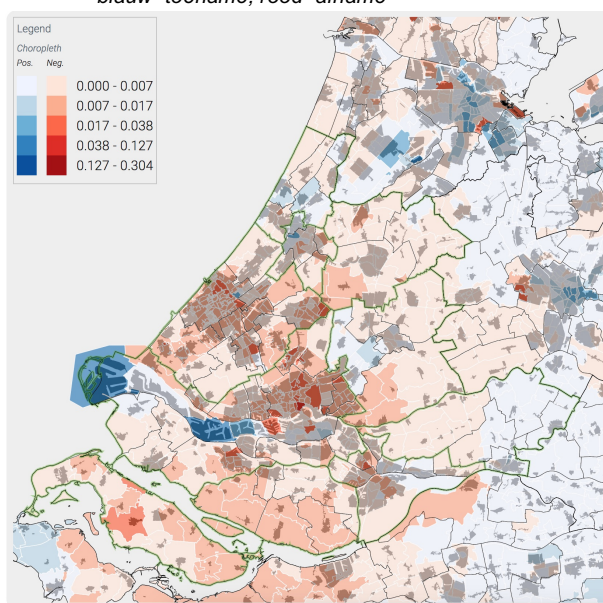 blauw=toename, rood=afname
Legend
Choropleth
Pos. Neg.
0.000 - 0.007
0.007 - 0.017
0.017 - 0.038
0.038 - 0.127
0.127 - 0.304